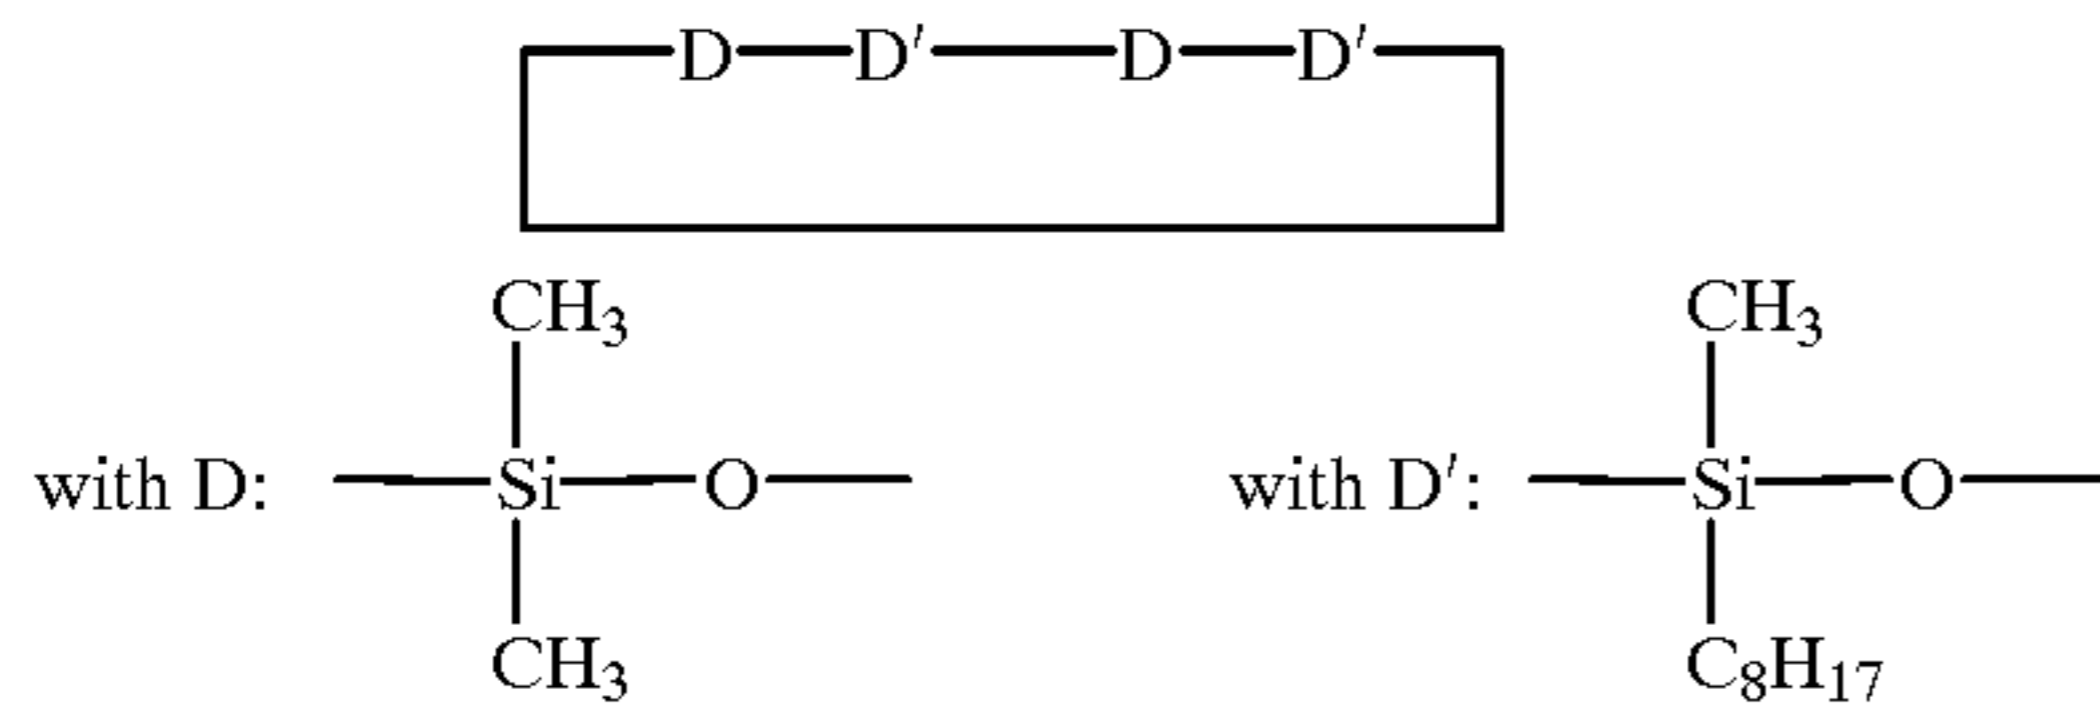 D D′ D D′
CH3 CH3
with D: Si O with D′: Si O
CH3 C8H17